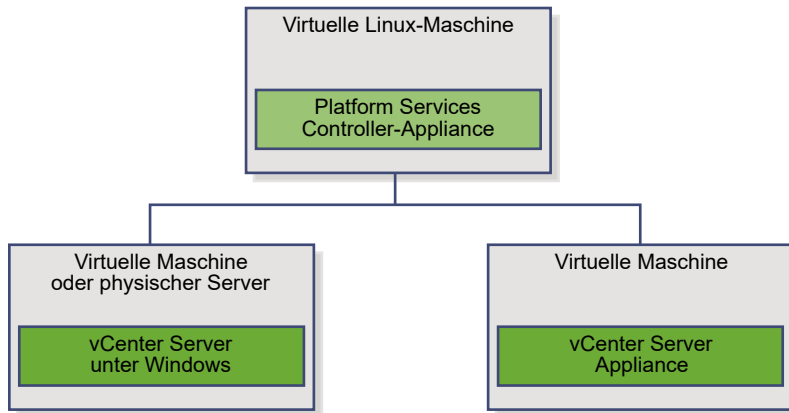 Virtuelle Linux-Maschine
Platform Services
Controller-Appliance
Virtuelle Maschine
oder physischer Server
vCenter Server
unter Windows
Virtuelle Maschine
vCenter Server
Appliance